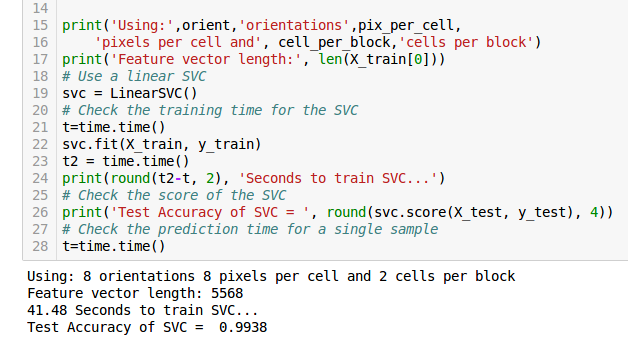 14
15 print('Using:',orient,'orientations',pix_per_cell,
16     'pixels per cell and', cell_per_block,'cells per block')
17 print('Feature vector length:', len(X_train[0]))
18 # Use a linear SVC
19 svc = LinearSVC()
20 # Check the training time for the SVC
21 t=time.time()
22 svc.fit(X_train, y_train)
23 t2 = time.time()
24 print(round(t2-t, 2), 'Seconds to train SVC...')
25 # Check the score of the SVC
26 print('Test Accuracy of SVC = ', round(svc.score(X_test, y_test), 4))
27 # Check the prediction time for a single sample
28 t=time.time()
Using: 8 orientations 8 pixels per cell and 2 cells per block
Feature vector length: 5568
41.48 Seconds to train SVC...
Test Accuracy of SVC =  0.9938